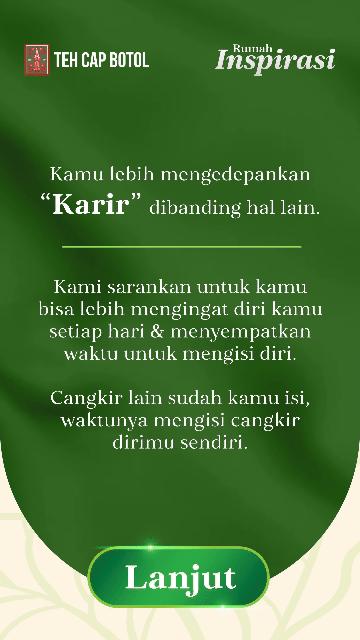 TEH CAP BOTOL
Rumah
Inspirasi
Kamu lebih mengedepankan
“Karir” dibanding hal lain.
Kami sarankan untuk kamu
bisa lebih mengingat diri kamu
setiap hari & menyempatkan
waktu untuk mengisi diri.
Cangkir lain sudah kamu isi,
waktunya mengisi cangkir
dirimu sendiri.
Lanjut